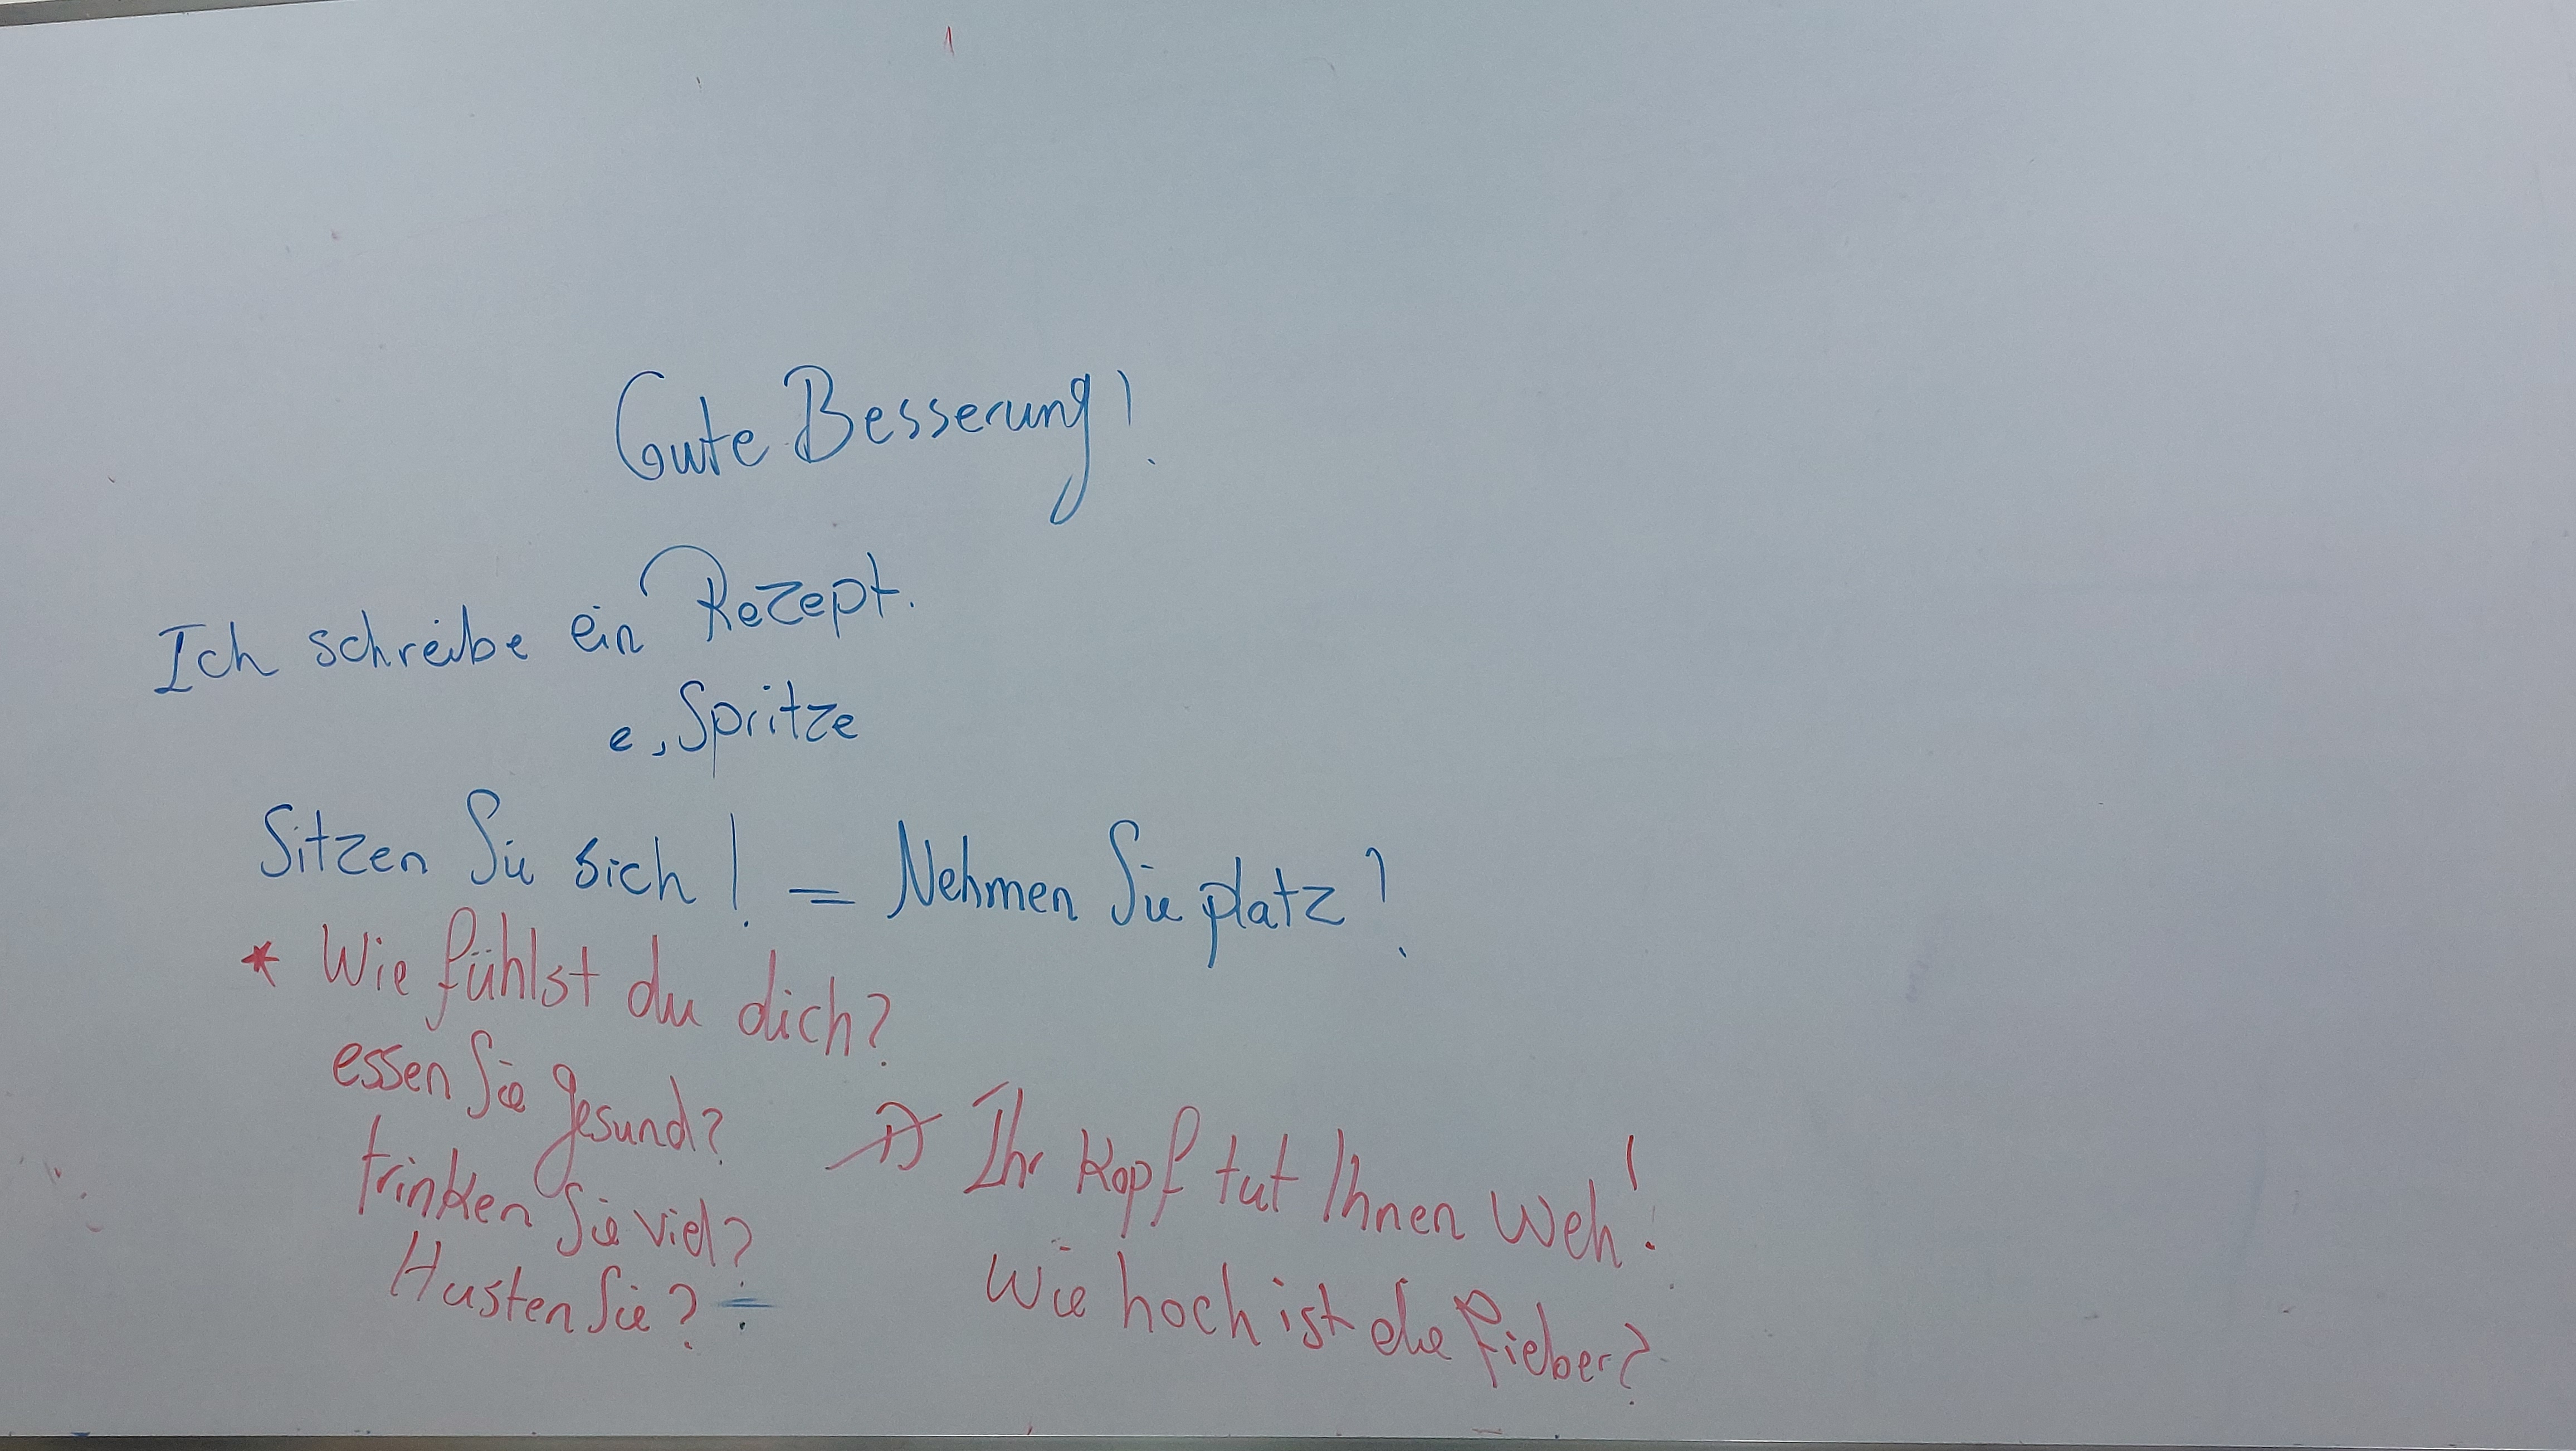 Gute Besserung!
Ich schreibe ein Rezept.
e, Spritze
Sitzen Sie sich! = Nehmen Sie platz!
* Wie fühlst du dich?
essen Sie gesund?
trinken Sie viel?
Husten Sie?
Ihr Kopf tut Ihnen Weh!
Wie hoch ist die Fieber?